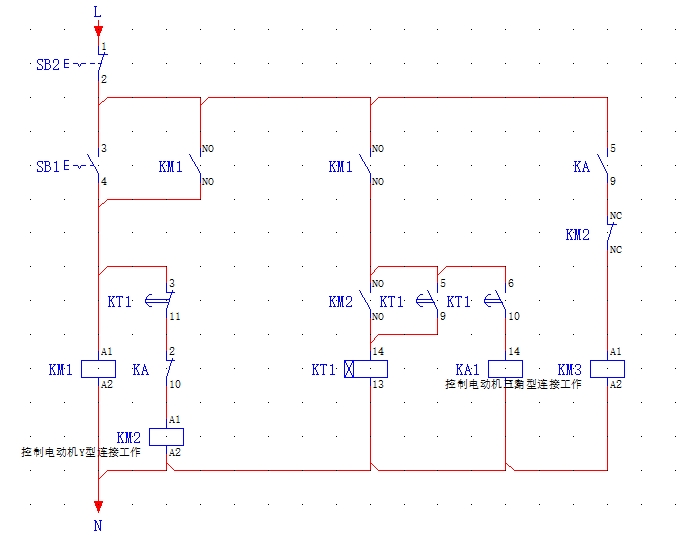 L
1
SB2 E
2
3 NO NO 5
SB1 E KM1 KM1 KA
4 NO NO 9
NC
KM2
NC
3 NO 5 6
KT1 KM2 KT1 KT1
11 NO 9 10
A1 2 14 14 A1
KM1 KA KT1 KA1 KM3
A2 10 13 A2
控制电动机三角型连接工作
A1
KM2
控制电动机Y型连接工作 A2
N